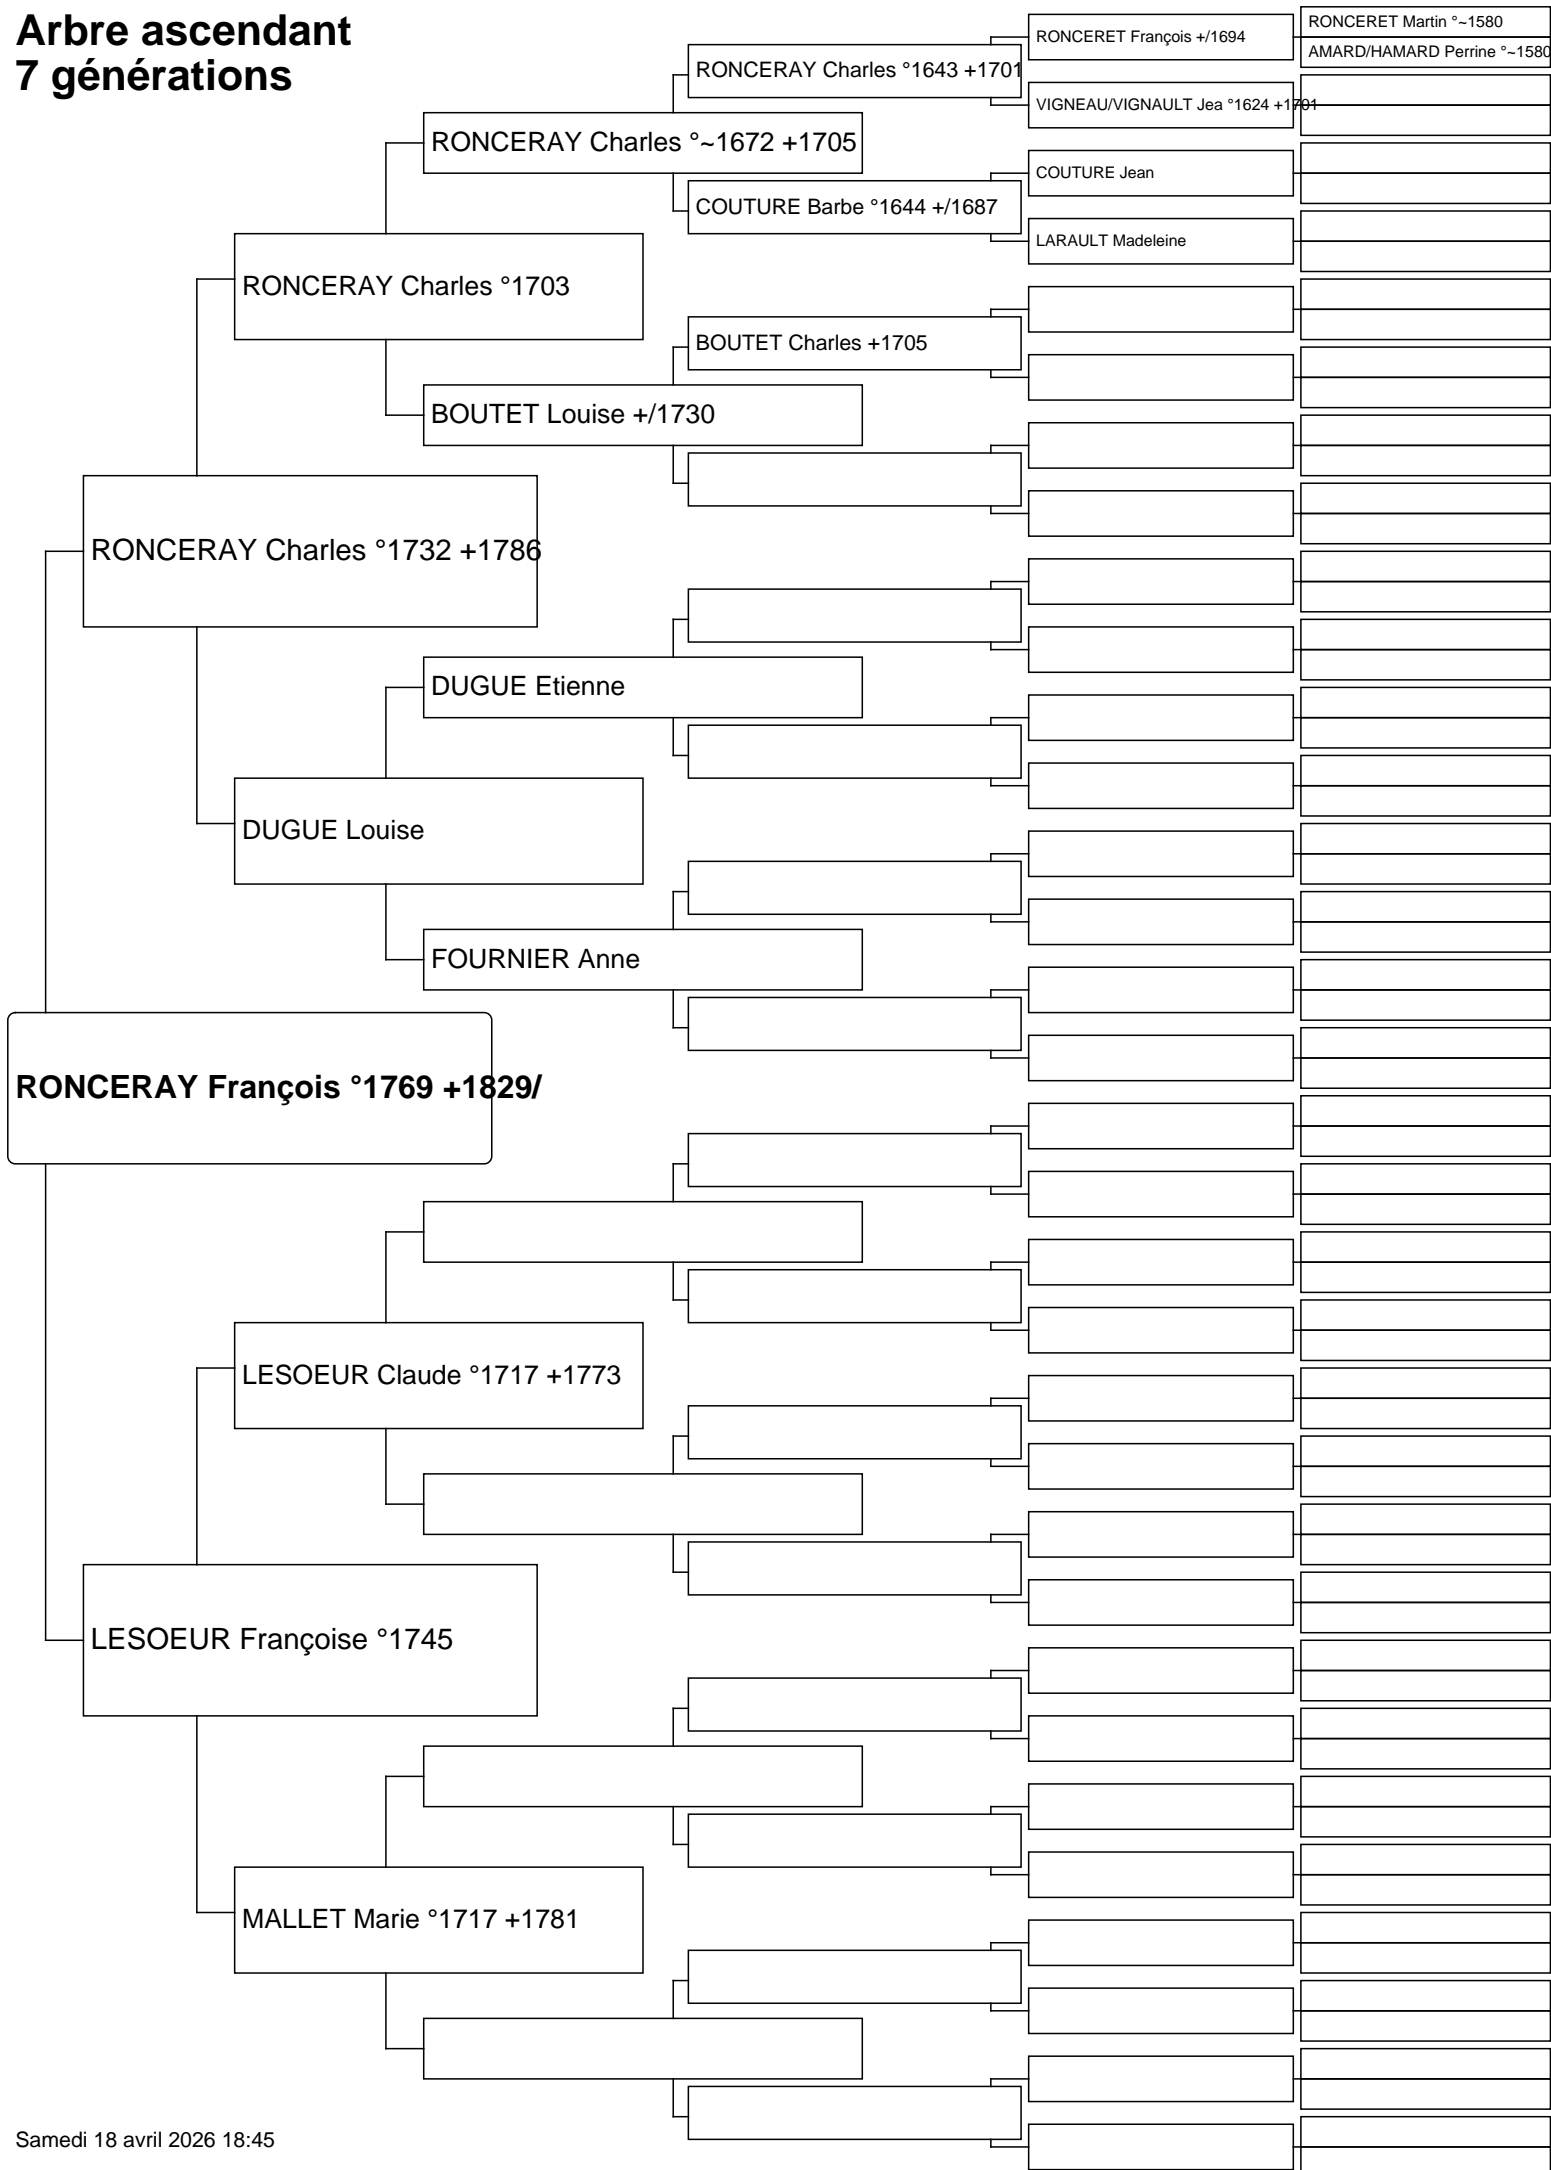 Arbre ascendant
7 générations
RONCERET Martin °~1580
RONCERET François +/1694
AMARD/HAMARD Perrine °~1580
RONCERAY Charles °1643 +1701
VIGNEAU/VIGNAULT Jea °1624 +1701
RONCERAY Charles °~1672 +1705
COUTURE Jean
COUTURE Barbe °1644 +/1687
LARAULT Madeleine
RONCERAY Charles °1703
BOUTET Charles +1705
BOUTET Louise +/1730
RONCERAY Charles °1732 +1786
DUGUE Etienne
DUGUE Louise
FOURNIER Anne
RONCERAY François °1769 +1829/
LESOEUR Claude °1717 +1773
LESOEUR Françoise °1745
MALLET Marie °1717 +1781
Samedi 18 avril 2026 18:45